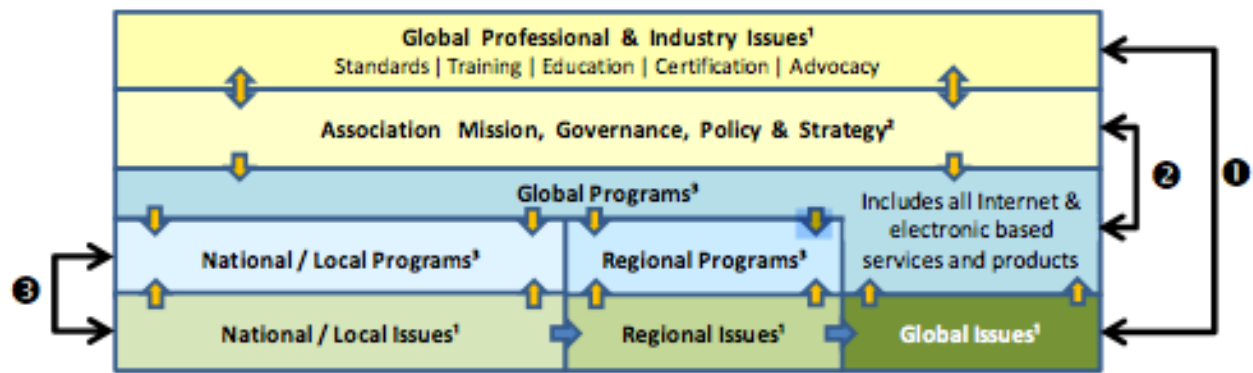 Global Professional & Industry Issues¹
Standards | Training | Education | Certification | Advocacy
Association Mission, Governance, Policy & Strategy²
Global Programs³
Includes all Internet &
electronic based
services and products
National / Local Programs³
Regional Programs³
National / Local Issues¹
Regional Issues¹
Global Issues¹
❷
❶
❸